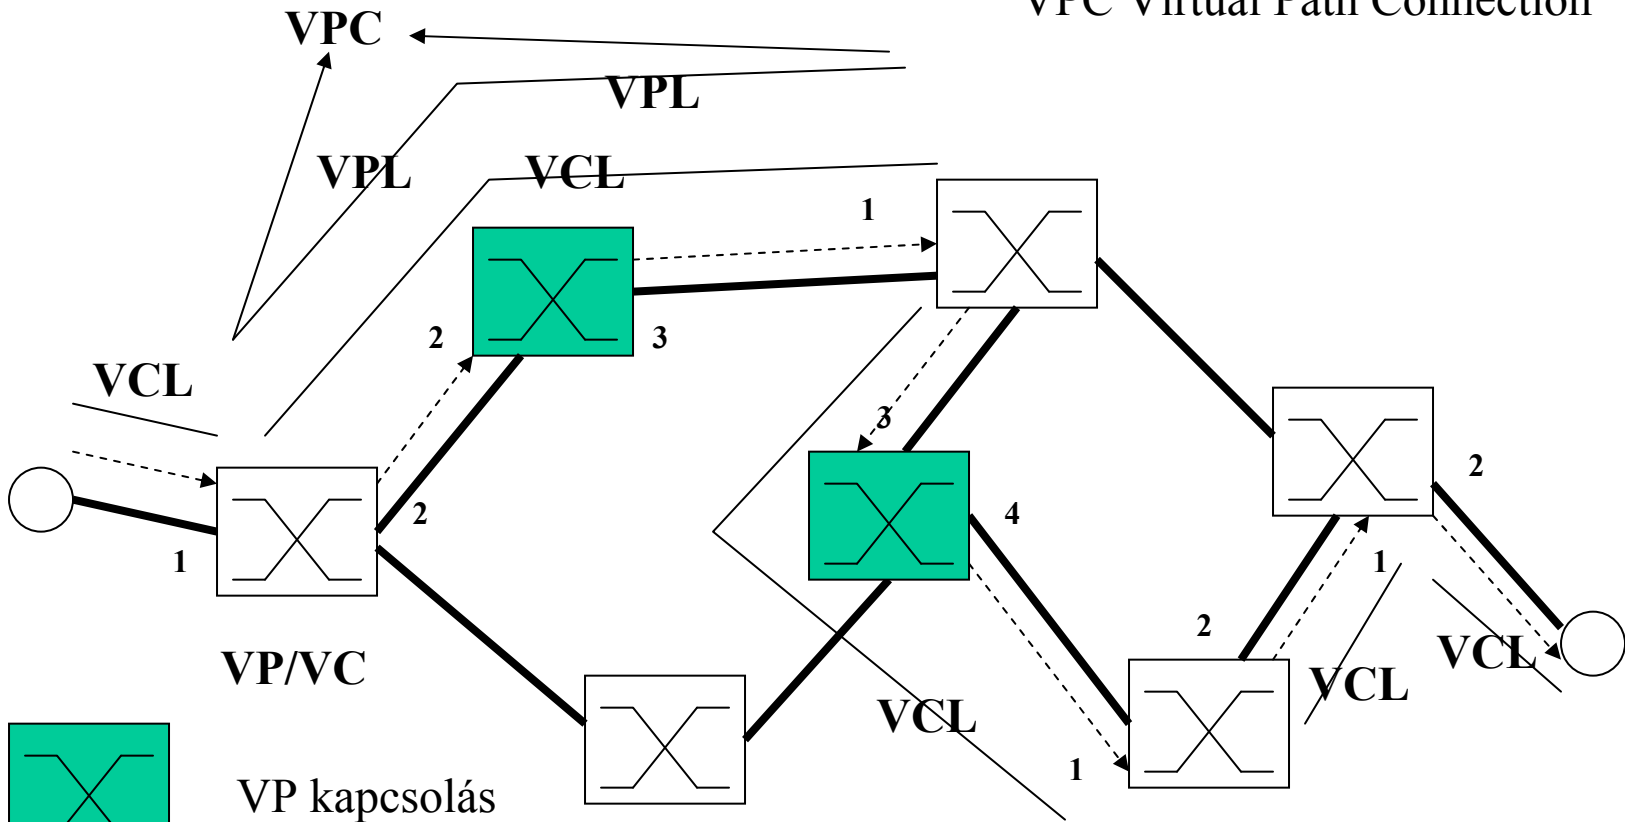 VPC Virtual Path Connection
VPC
VPL
VPL
VCL
1
2
3
VCL
3
2
2
4
1
1
2
VP/VC
VCL
VCL
VCL
1
VP kapcsolás